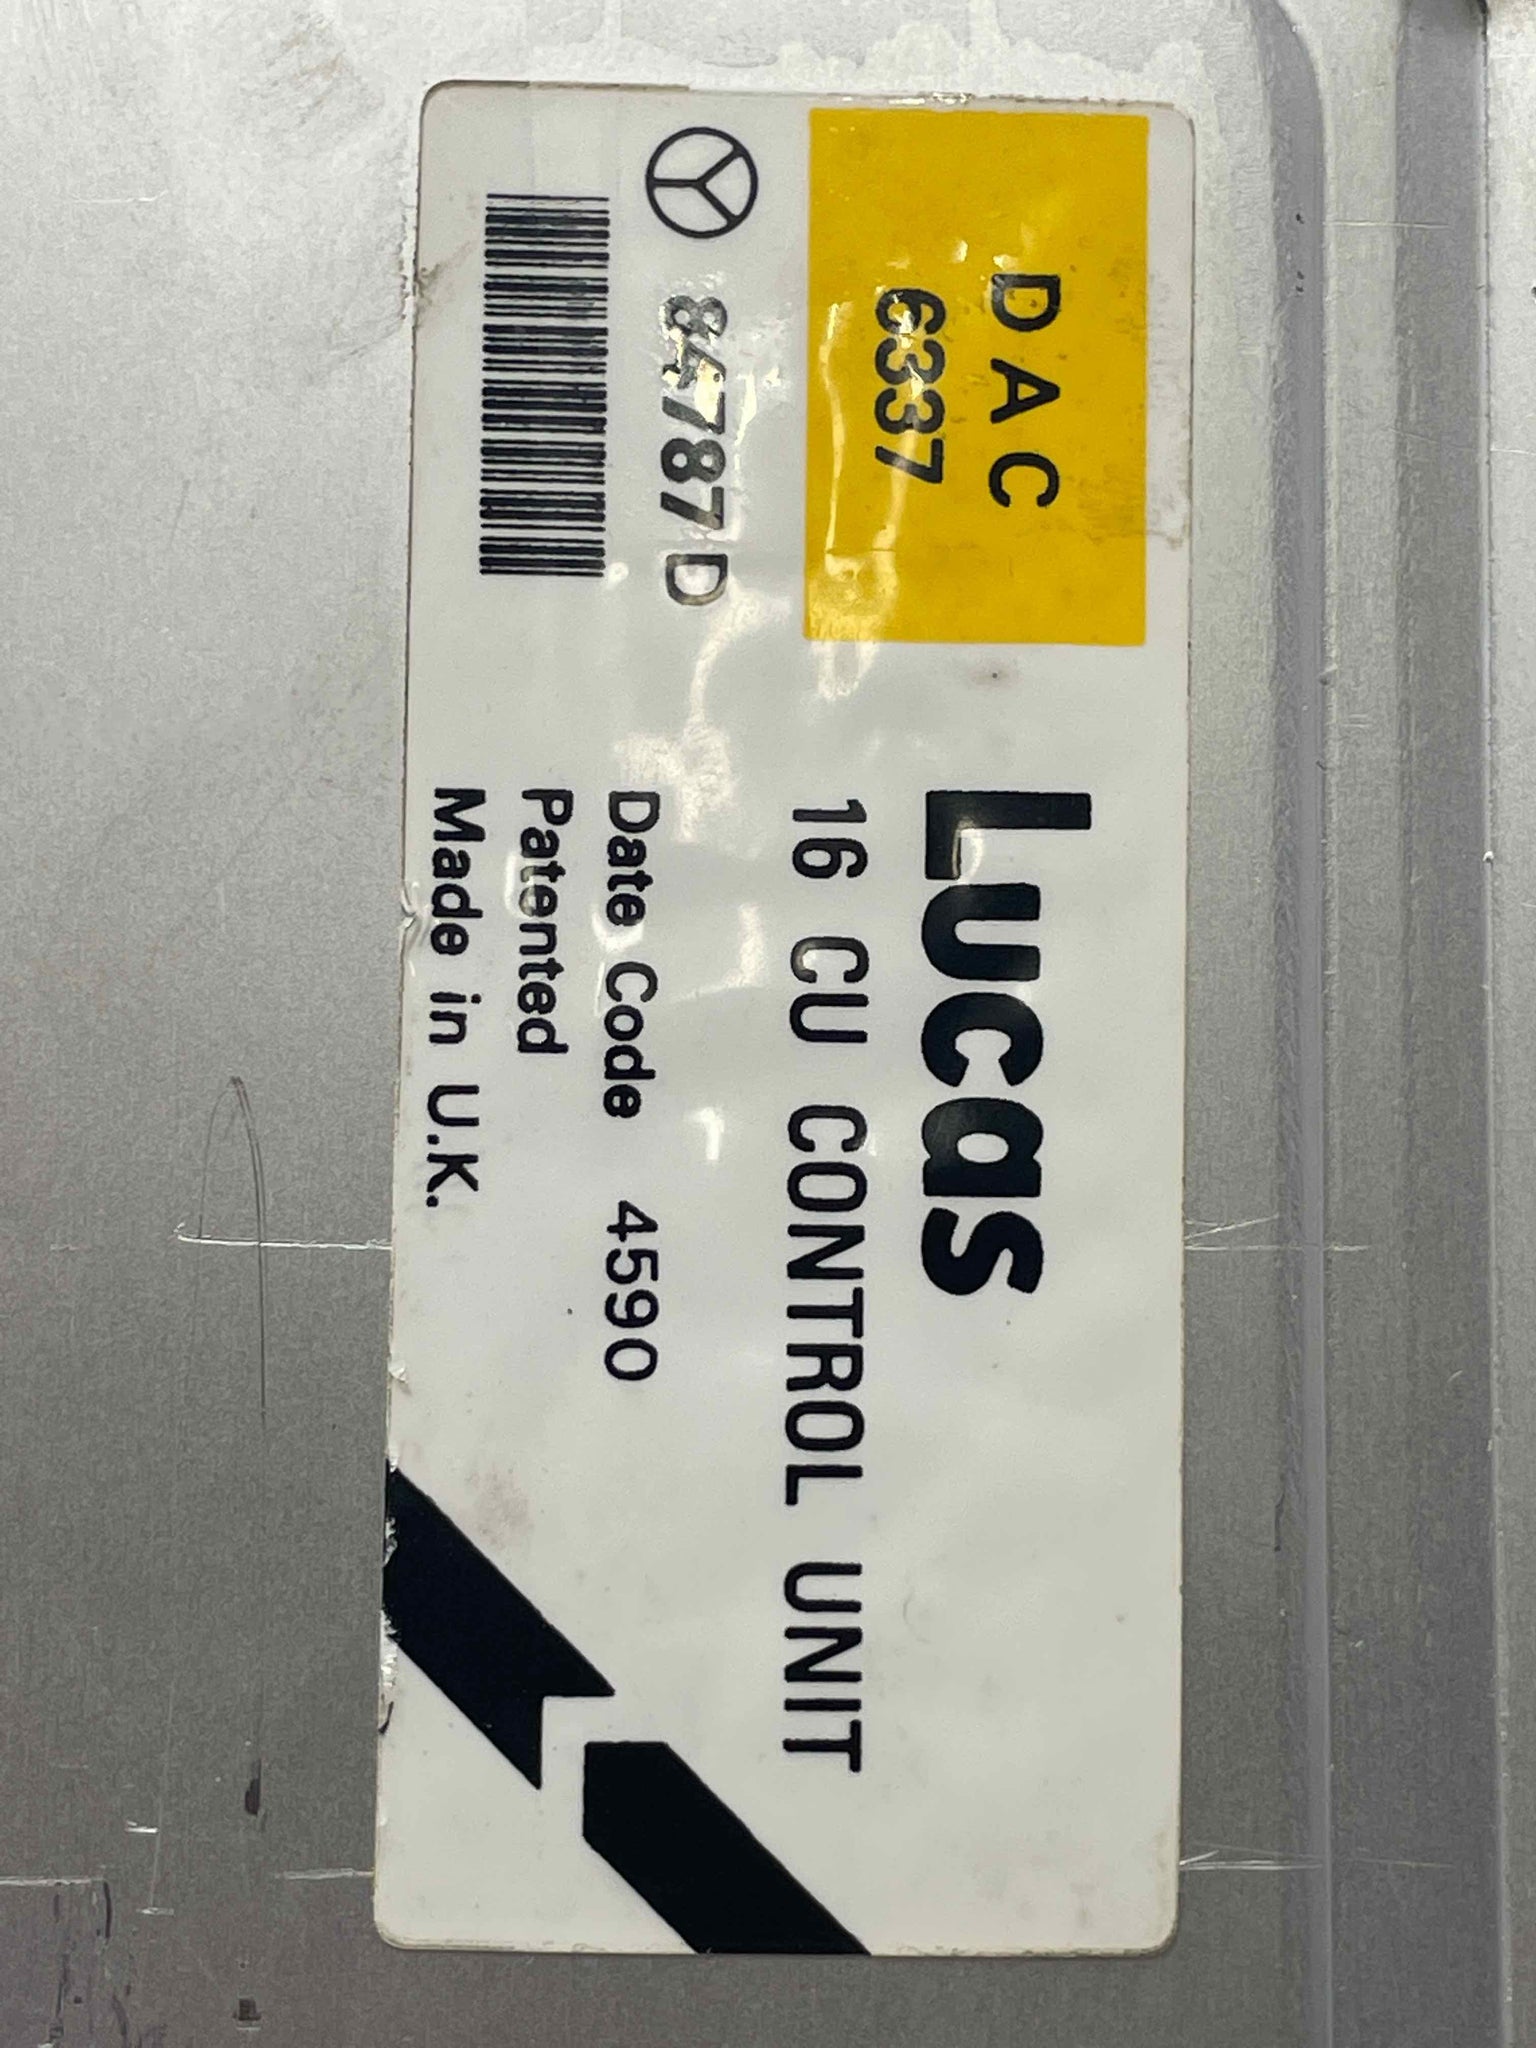 DAC
6337
84787D
Lucas
16 CU CONTROL UNIT
Date Code 4590
Patented
Made in U.K.